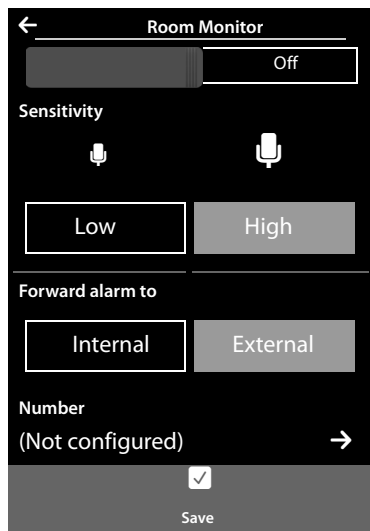 Room Monitor
Off
Sensitivity
Low High
Forward alarm to
Internal External
Number
(Not configured)
Save